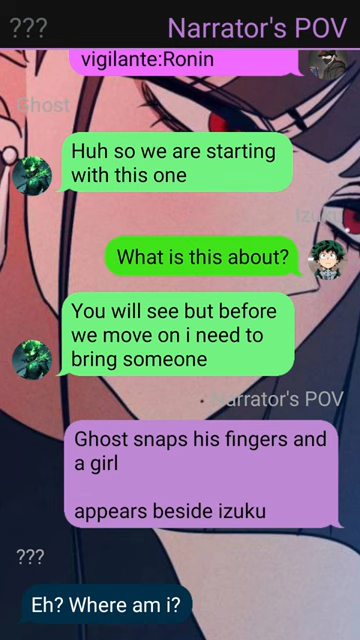 ??? Narrator's POV
vigilante:Ronin
Ghost
Huh so we are starting
with this one
Izuku
What is this about?
You will see but before
we move on i need to
bring someone
Narrator's POV
Ghost snaps his fingers and
a girl
appears beside izuku
???
Eh? Where am i?